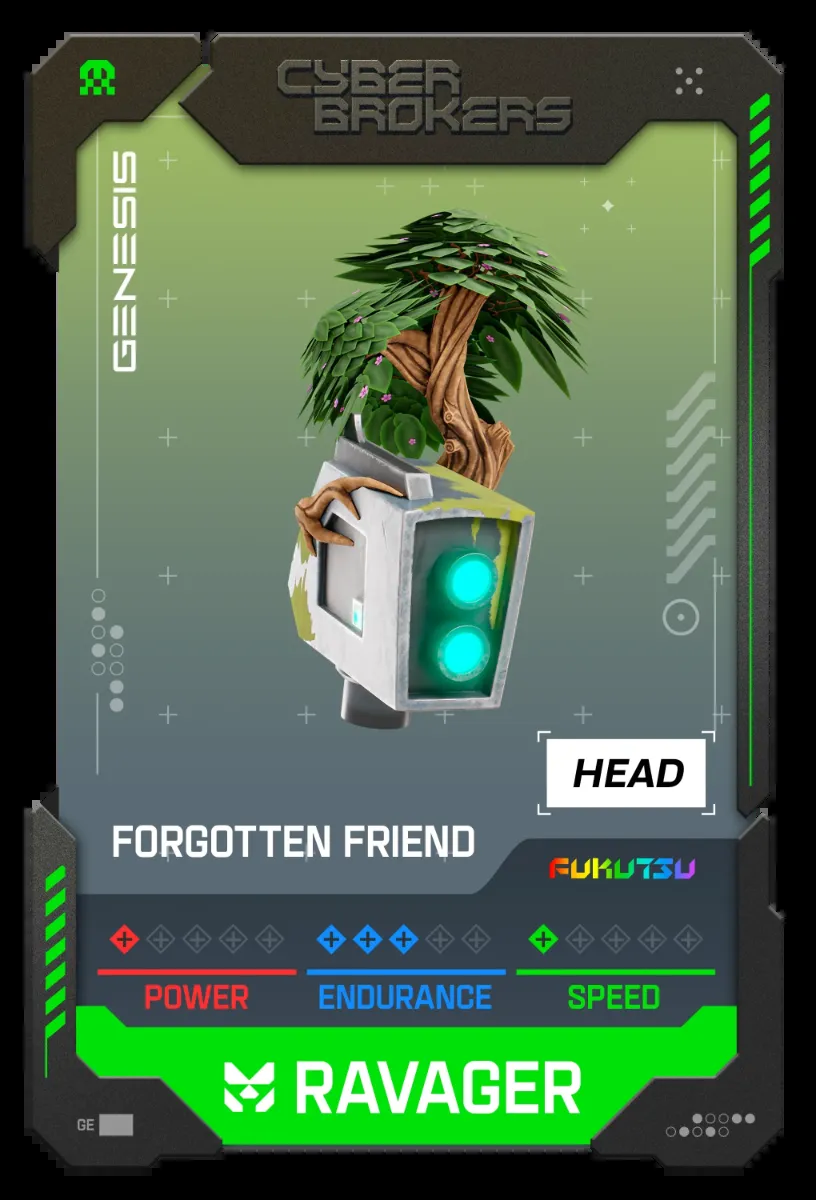 CYBER
BROKERS
GENESIS
HEAD
FORGOTTEN FRIEND
FUKUTSU
POWER
ENDURANCE
SPEED
RAVAGER
GE